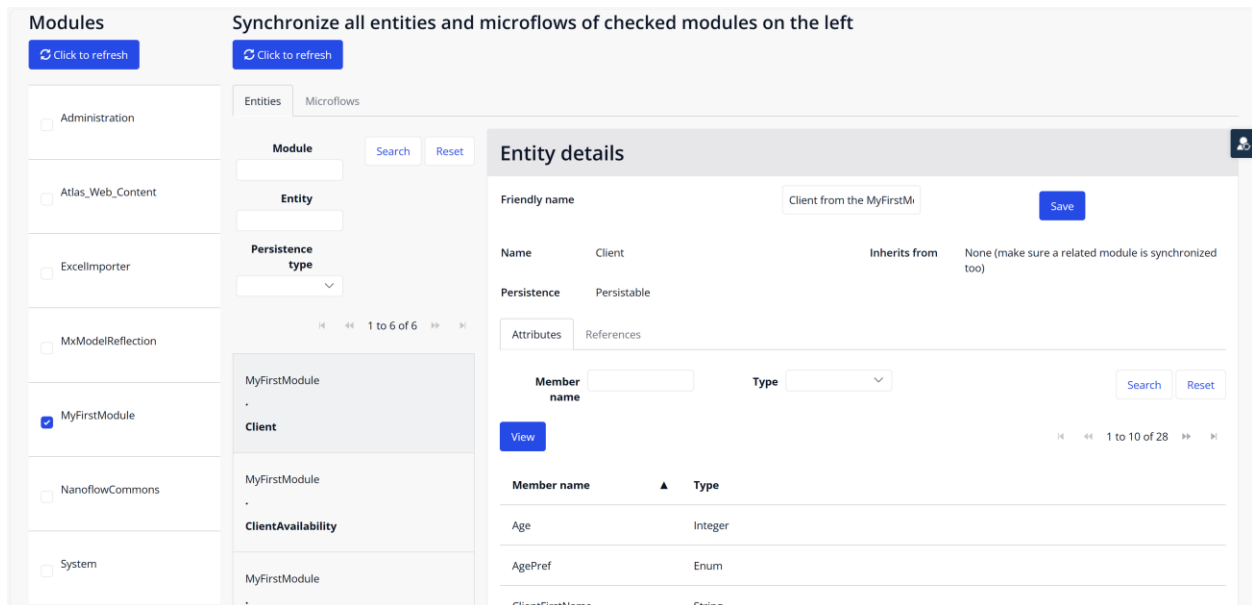 Modules
Click to refresh
Administration
Atlas_Web_Content
ExcelImporter
MxModelReflection
MyFirstModule
NanoflowCommons
System
Synchronize all entities and microflows of checked modules on the left
Click to refresh
Entities
Microflows
Module
Search
Reset
Entity
Persistence
type
1 to 6 of 6
MyFirstModule
.
Client
MyFirstModule
.
ClientAvailability
MyFirstModule
.
Entity details
Friendly name
Client from the MyFirstM
Save
Name
Client
Inherits from
None (make sure a related module is synchronized
too)
Persistence
Persistable
Attributes
References
Member
name
Type
Search
Reset
View
1 to 10 of 28
Member name
Type
Age
Integer
AgePref
Enum
ClientFirstName
String